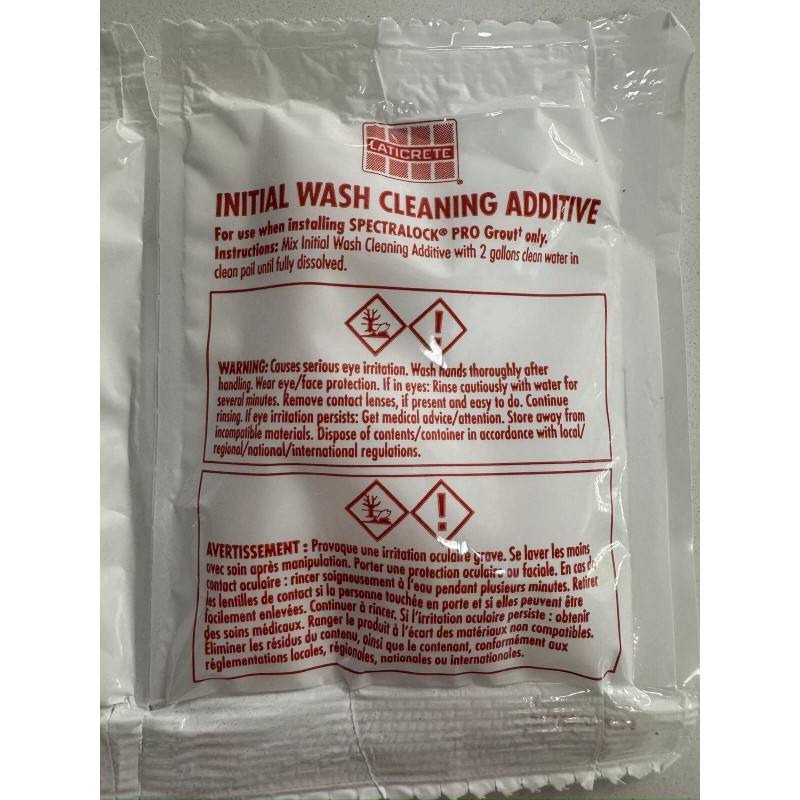 LATICRETE®
INITIAL WASH CLEANING ADDITIVE
For use when installing SPECTRALOCK® PRO Grout† only.
Instructions: Mix Initial Wash Cleaning Additive with 2 gallons clean water in
clean pail until fully dissolved.
WARNING: Causes serious eye irritation. Wash hands thoroughly after
handling. Wear eye/face protection. If in eyes: Rinse cautiously with water for
several minutes. Remove contact lenses, if present and easy to do. Continue
rinsing. If eye irritation persists: Get medical advice/attention. Store away from
incompatible materials. Dispose of contents/container in accordance with local/
regional/national/international regulations.
AVERTISSEMENT : Provoque une irritation oculaire grave. Se laver les mains
avec soin après manipulation. Porter une protection oculaire ou faciale. En cas de
contact oculaire : rincer soigneusement à l'eau pendant plusieurs minutes. Retirer
les lentilles de contact si la personne touchée en porte et si elles peuvent être
facilement enlevées. Continuer à rincer. Si l'irritation oculaire persiste : obtenir
des soins médicaux. Ranger le produit à l'écart des matériaux non compatibles.
Éliminer les résidus du contenu, ainsi que le contenant, conformément aux
réglementations locales, régionales, nationales ou internationales.